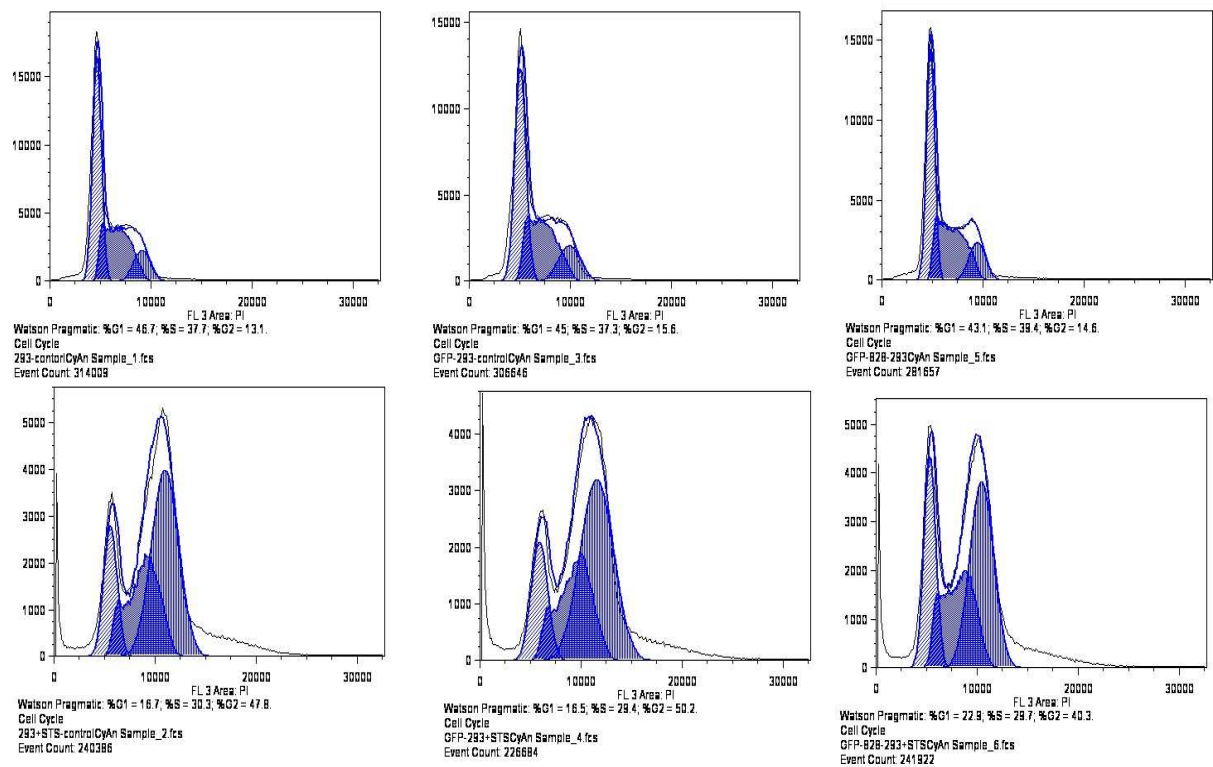 15000
10000
5000
0
0 10000 20000 30000
FL 3 Area: PI
Watson Pragmatic: %G1 = 46.7; %S = 37.7; %G2 = 13.1.
Cell Cycle
293-contorlCyAn Sample_1.fcs
Event Count: 314009
15000
10000
5000
0
0 10000 20000 30000
FL 3 Area: PI
Watson Pragmatic: %G1 = 45; %S = 37.3; %G2 = 15.6.
Cell Cycle
GFP-293-controlCyAn Sample_3.fcs
Event Count: 306646
15000
10000
5000
0
0 10000 20000 30000
FL 3 Area: PI
Watson Pragmatic: %G1 = 43.1; %S = 39.4; %G2 = 14.6.
Cell Cycle
GFP-828-293CyAn Sample_5.fcs
Event Count: 281657
5000
4000
3000
2000
1000
0
0 10000 20000 30000
FL 3 Area: PI
Watson Pragmatic: %G1 = 16.7; %S = 30.3; %G2 = 47.8.
Cell Cycle
293+STS-controlCyAn Sample_2.fcs
Event Count: 240386
4000
3000
2000
1000
0
0 10000 20000 30000
FL 3 Area: PI
Watson Pragmatic: %G1 = 16.5; %S = 29.4; %G2 = 50.2.
Cell Cycle
GFP-293+STSCyAn Sample_4.fcs
Event Count: 226684
5000
4000
3000
2000
1000
0
0 10000 20000 30000
FL 3 Area: PI
Watson Pragmatic: %G1 = 22.9; %S = 29.7; %G2 = 40.3.
Cell Cycle
GFP-828-293+STSCyAn Sample_6.fcs
Event Count: 241922